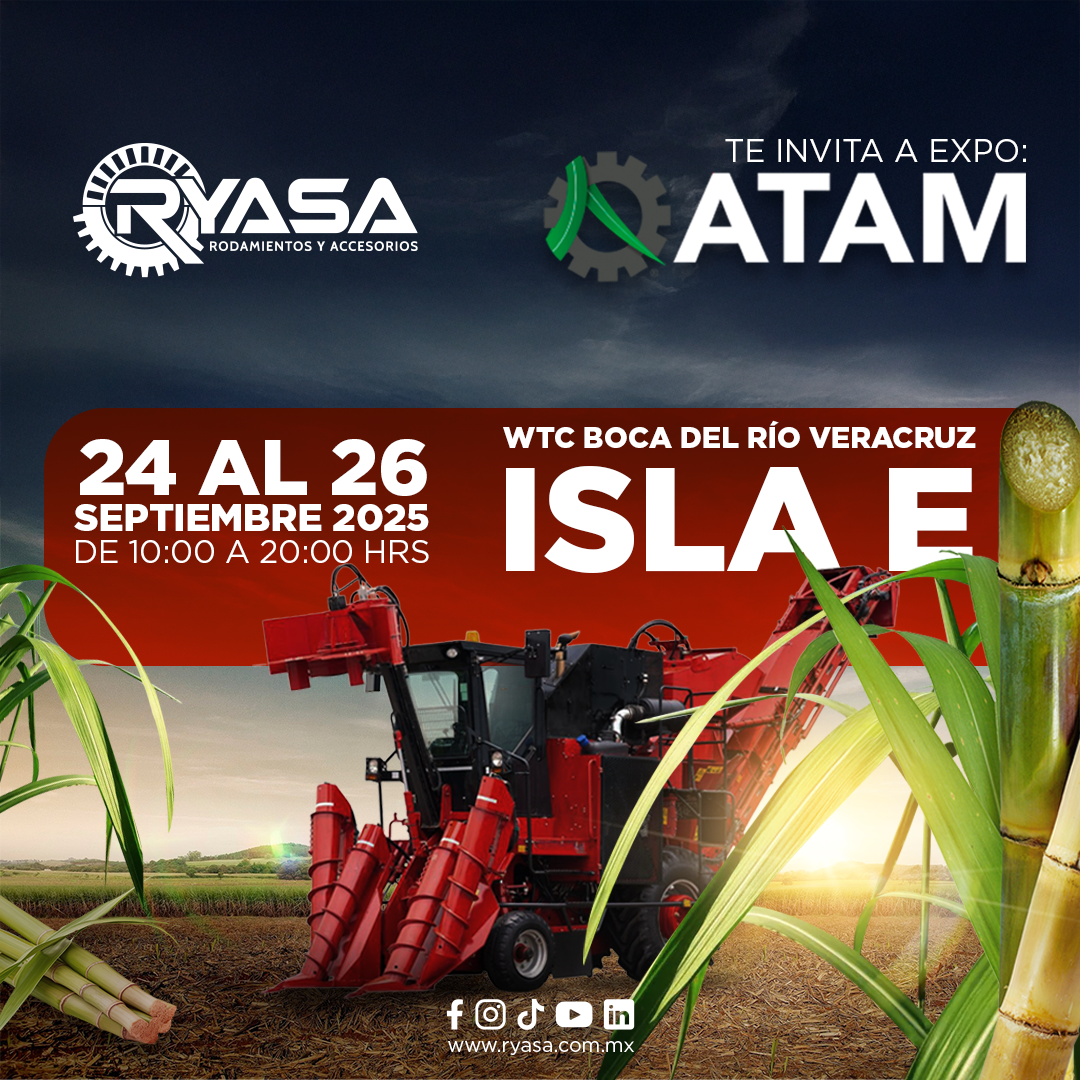 RYASA
RODAMIENTOS Y ACCESORIOS
TE INVITA A EXPO:
ATAM
24 AL 26
SEPTIEMBRE 2025
DE 10:00 A 20:00 HRS
WTC BOCA DEL RÍO VERACRUZ
ISLA E
www.ryasa.com.mx